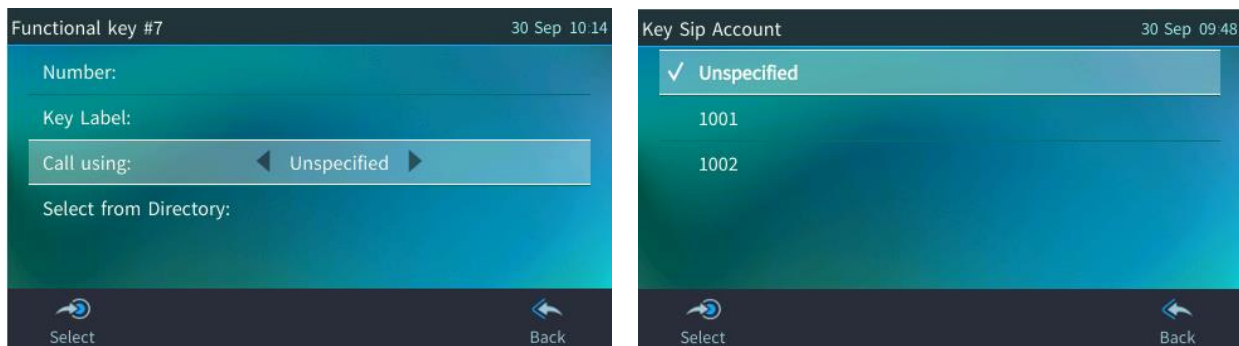 Functional key #7 30 Sep 10:14
Number:
Key Label:
Call using: Unspecified
Select from Directory:
Select Back
Key Sip Account 30 Sep 09:48
✓ Unspecified
1001
1002
Select Back